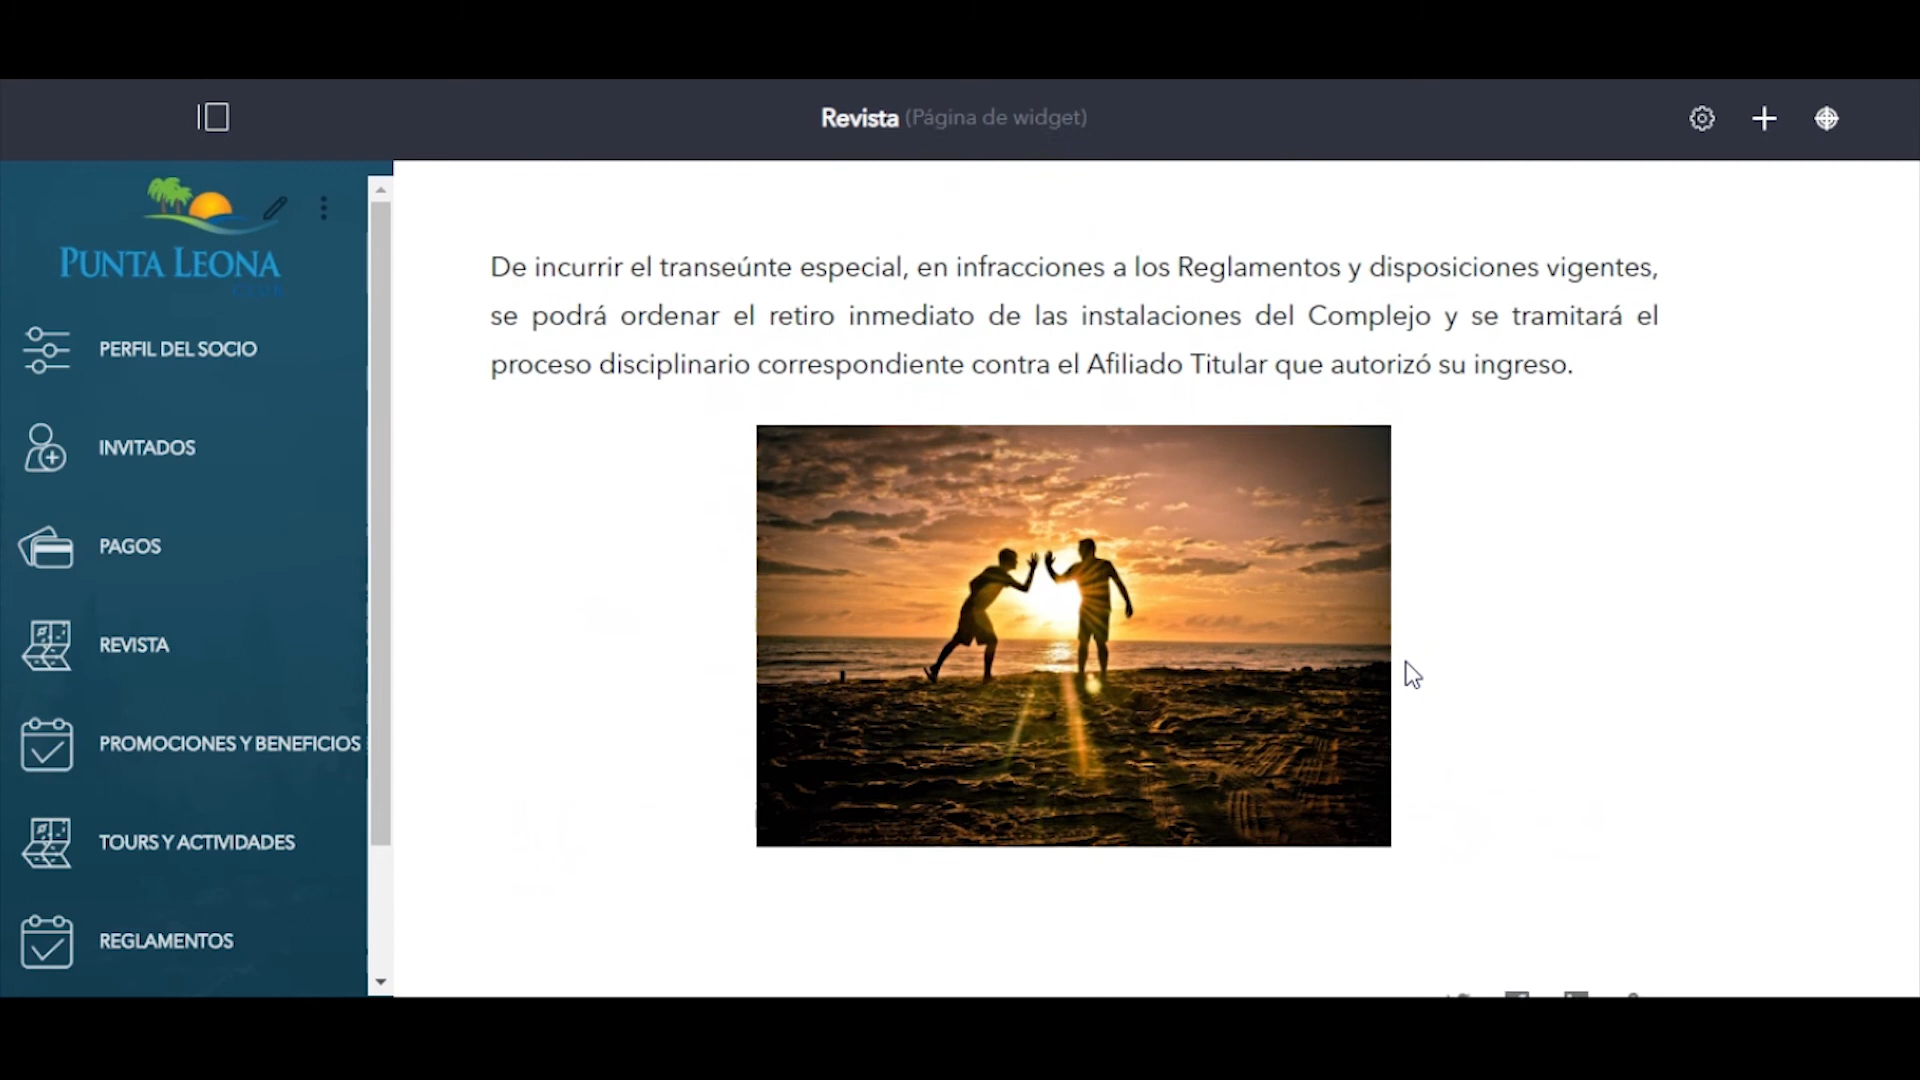 Revista (Página de widget)
PUNTA LEONA
CLUB
PERFIL DEL SOCIO
INVITADOS
PAGOS
REVISTA
PROMOCIONES Y BENEFICIOS
TOURS Y ACTIVIDADES
REGLAMENTOS
De incurrir el transeúnte especial, en infracciones a los Reglamentos y disposiciones vigentes,
se podrá ordenar el retiro inmediato de las instalaciones del Complejo y se tramitará el
proceso disciplinario correspondiente contra el Afiliado Titular que autorizó su ingreso.